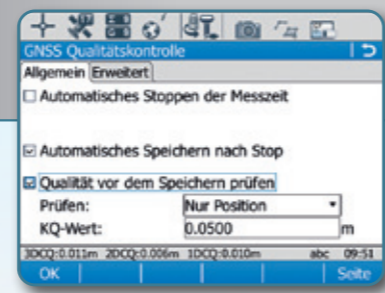 GNSS Qualitätskontrolle
Allgemein Erweitert
Automatisches Stoppen der Messzeit
Automatisches Speichern nach Stop
Qualität vor dem Speichern prüfen
Prüfen: Nur Position
KQ-Wert: 0.0500 m
3DCQ:0.011m 2DCQ:0.006m 1DCQ:0.010m abc 09:51
OK Seite